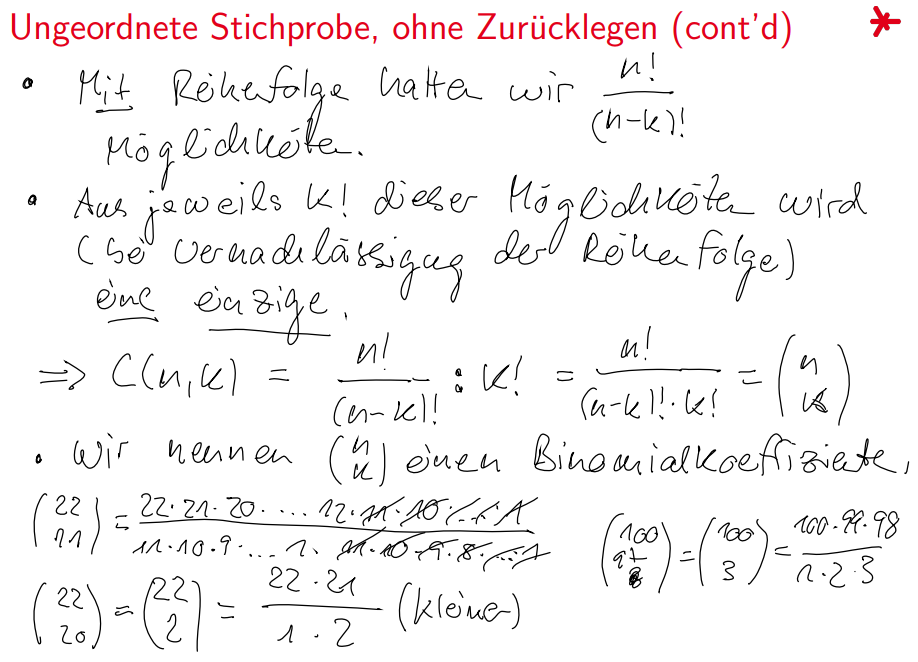 Ungeordnete Stichprobe, ohne Zurücklegen (cont'd) *
• Mit Reihenfolge hatten wir n! / (n-k)!
Möglichkeiten.
• Aus jeweils k! dieser Möglichkeiten wird
(bei Vernachlässigung der Reihenfolge)
eine einzige.
⇒ C(n,k) = n! / (n-k)! : k! = n! / ((n-k)!·k!) = (n k)
• Wir nennen (n k) einen Binomialkoeffizienten.
(22 11) = 22·21·20·...·12·11·10·...·1 / 11·10·9·...·1·11·10·9·8·...·1
(100 97) = (100 3) = 100·99·98 / 1·2·3
(22 20) = (22 2) = 22·21 / 1·2 (kleiner)